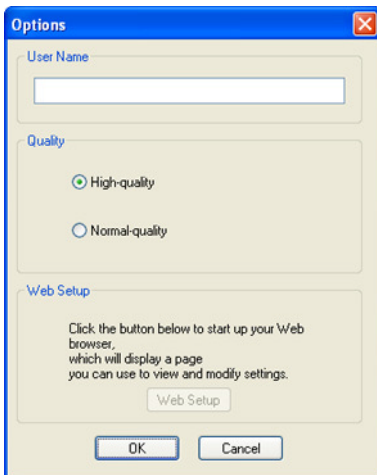 Options
User Name
Quality
High-quality
Normal-quality
Web Setup
Click the button below to start up your Web
browser,
which will display a page
you can use to view and modify settings.
Web Setup
OK Cancel